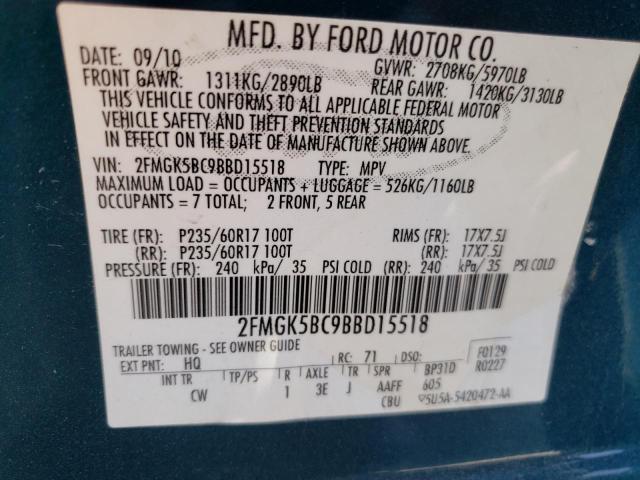 MFD. BY FORD MOTOR CO.
DATE: 09/10 GVWR: 2708KG/5970LB
FRONT GAWR: 1311KG/2890LB REAR GAWR: 1420KG/3130LB
THIS VEHICLE CONFORMS TO ALL APPLICABLE FEDERAL MOTOR
VEHICLE SAFETY AND THEFT PREVENTION STANDARDS
IN EFFECT ON THE DATE OF MANUFACTURE SHOWN ABOVE.
VIN: 2FMGK5BC9BBD15518 TYPE: MPV
MAXIMUM LOAD = OCCUPANTS + LUGGAGE = 526KG/1160LB
OCCUPANTS = 7 TOTAL; 2 FRONT, 5 REAR
TIRE (FR): P235/60R17 100T RIMS (FR): 17X7.5J
(RR): P235/60R17 100T (RR): 17X7.5J
PRESSURE (FR): 240 kPa/ 35 PSI COLD (RR): 240 kPa/ 35 PSI COLD
2FMGK5BC9BBD15518
TRAILER TOWING - SEE OWNER GUIDE
EXT PNT: HQ RC: 71 DSO: F0129
INT TR TP/PS R AXLE TR SPR BP31D R0227
CW 1 3E J AAFF 605
CBU 5U5A-5420472-AA